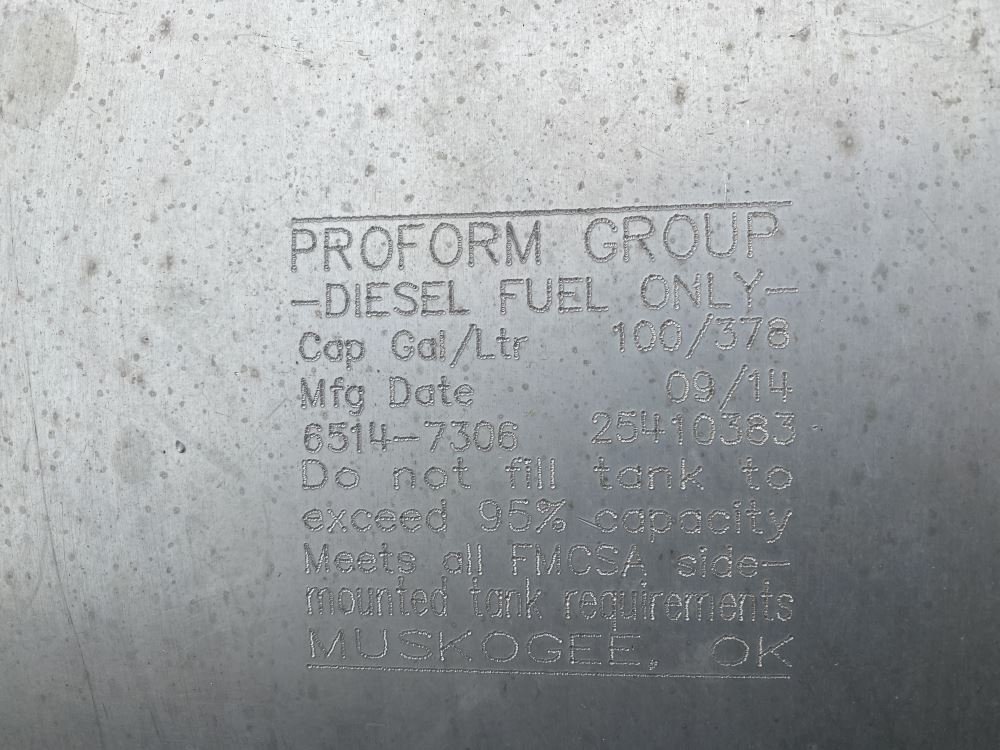 PROFORM GROUP
-DIESEL FUEL ONLY-
Cap Gal/Ltr 100/378
Mfg Date 09/14
6514-7306 25410383
Do not fill tank to
exceed 95% capacity
Meets all FMCSA side-
mounted tank requirements
MUSKOGEE, OK